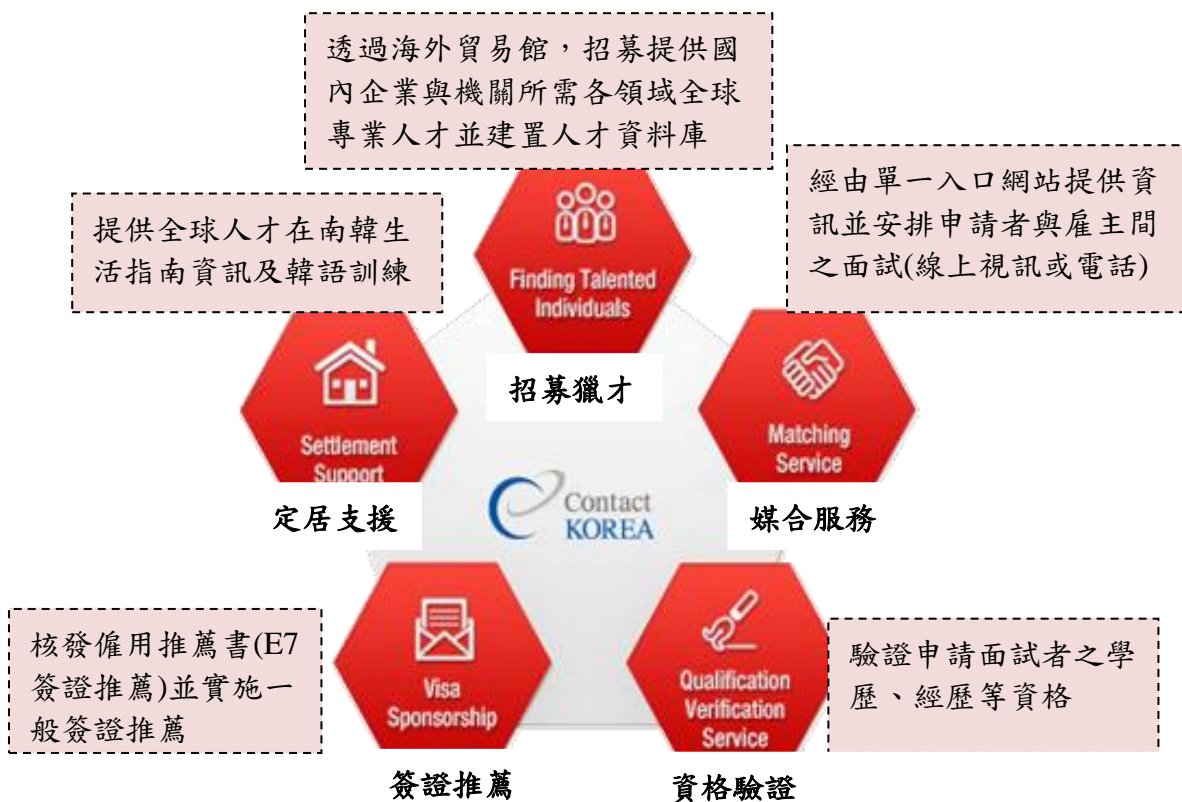 透過海外貿易館，招募提供國
內企業與機關所需各領域全球
專業人才並建置人才資料庫
經由單一入口網站提供資
訊並安排申請者與雇主間
之面試(線上視訊或電話)
提供全球人才在南韓生
活指南資訊及韓語訓練
Finding Talented
Individuals
招募獵才
Settlement
Support
定居支援
Matching
Service
媒合服務
Contact
KOREA
核發僱用推薦書(E7
簽證推薦)並實施一
般簽證推薦
Visa
Sponsorship
簽證推薦
Qualification
Verification
Service
資格驗證
驗證申請面試者之學
歷、經歷等資格